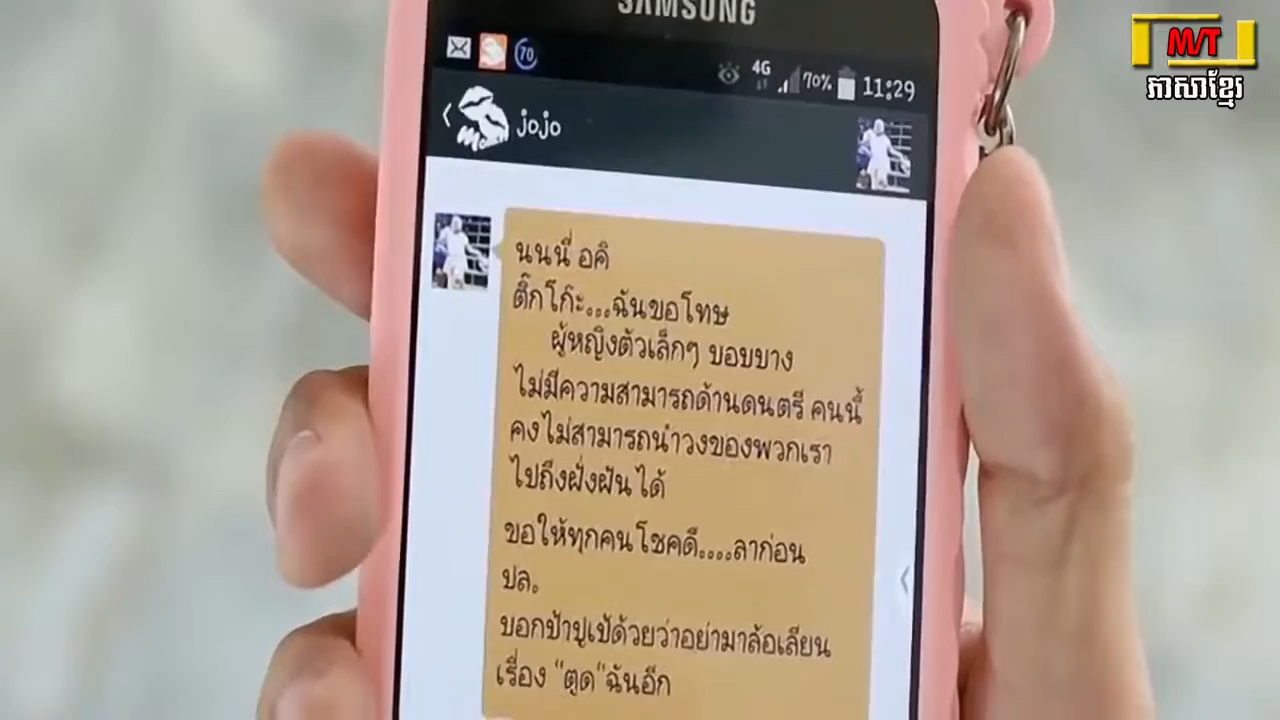 SAMSUNG
70
4G 70% 11:29
jojo
นนนี่ อคิ
ติ๊กโก๊ะ...ฉันขอโทษ
ผู้หญิงตัวเล็กๆ บอบบาง
ไม่มีความสามารถด้านดนตรี คนนี้
คงไม่สามารถนำวงของพวกเรา
ไปถึงฝั่งฝันได้
ขอให้ทุกคนโชคดี....ลาก่อน
ปล.
บอกป้าปูเป้ด้วยว่าอย่ามาล้อเลียน
เรื่อง "ตูด"ฉันอีก
M/T
ភាសាខ្មែរ